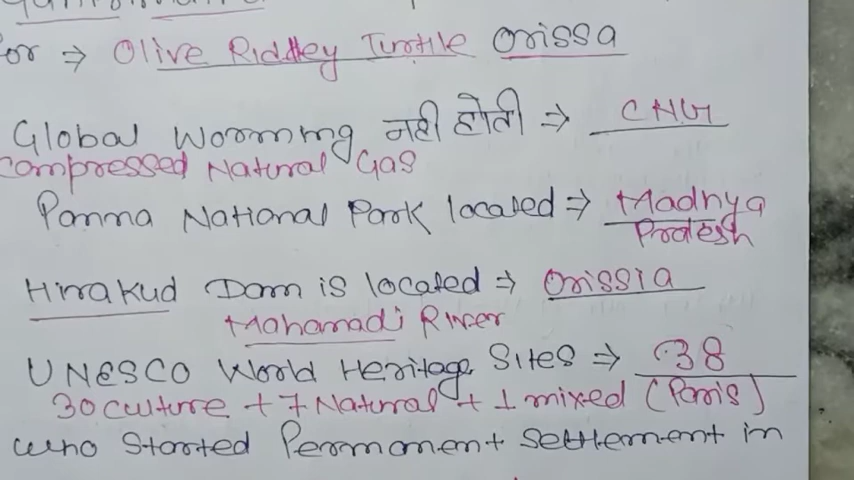 for ⇒ Olive Riddley Turtile Orissa
Global Worming नही होती ⇒ CNG
Compressed Natural Gas
Panna National Park located ⇒ Madhya
Pradesh
Hirakud Dam is located ⇒ Orissia
Mahanadi River
UNESCO World Heritage Sites ⇒ 38
30 culture + 7 Natural + 1 mixed (Paris)
Who Started Permanent Settlement in